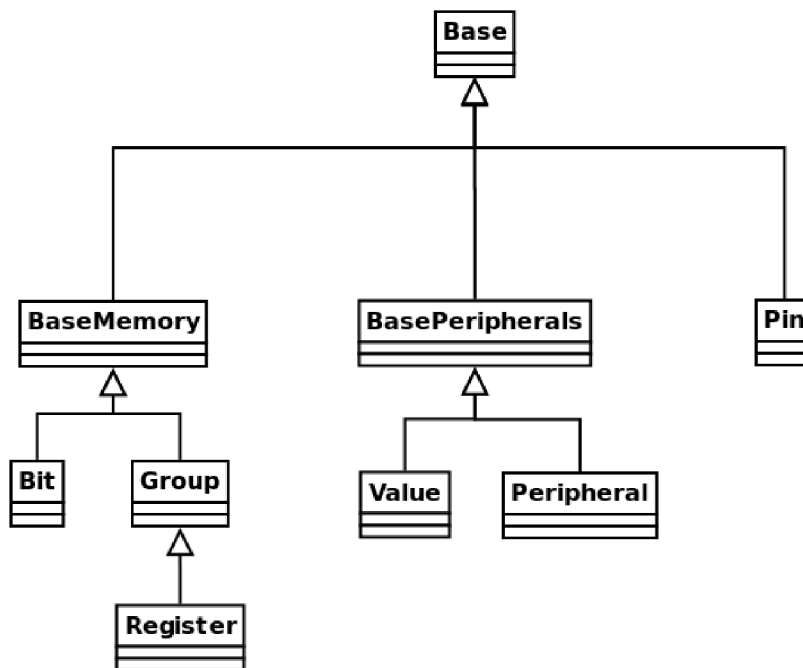 Base
BaseMemory
BasePeripherals
Pin
Bit
Group
Value
Peripheral
Register